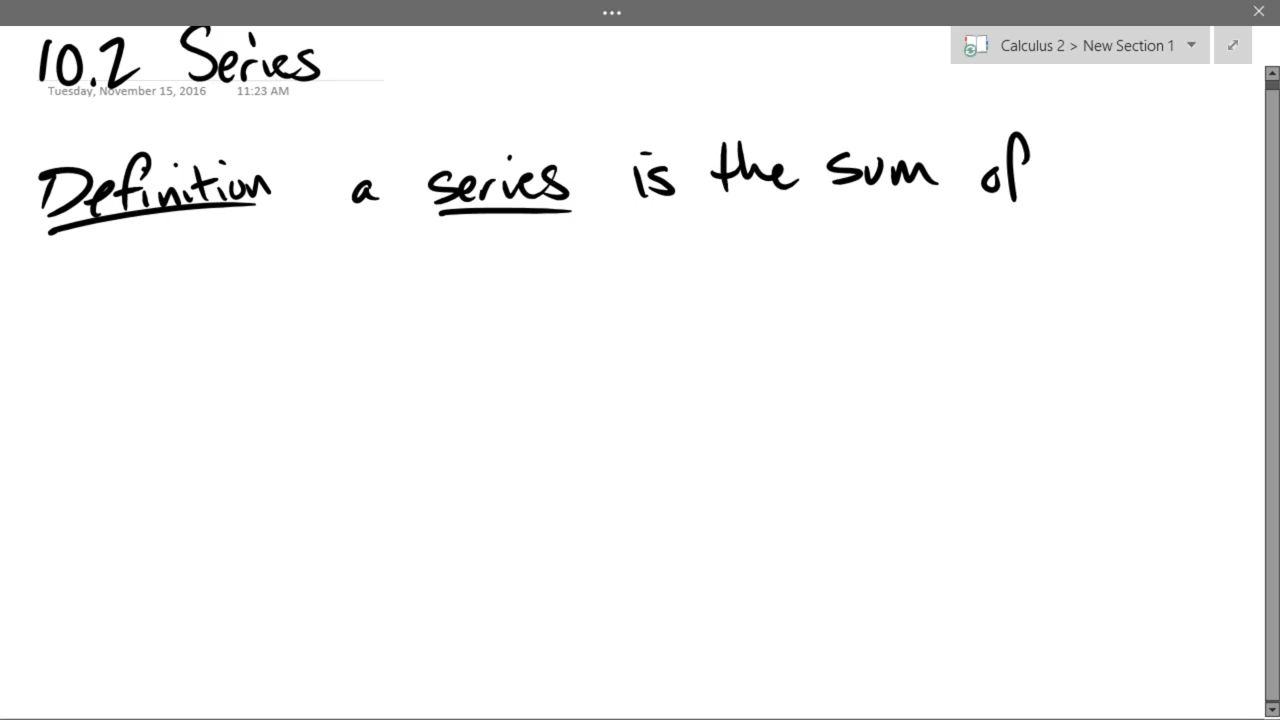 10.2 Series
Calculus 2 > New Section 1
Tuesday, November 15, 2016 11:23 AM
Definition a series is the sum of